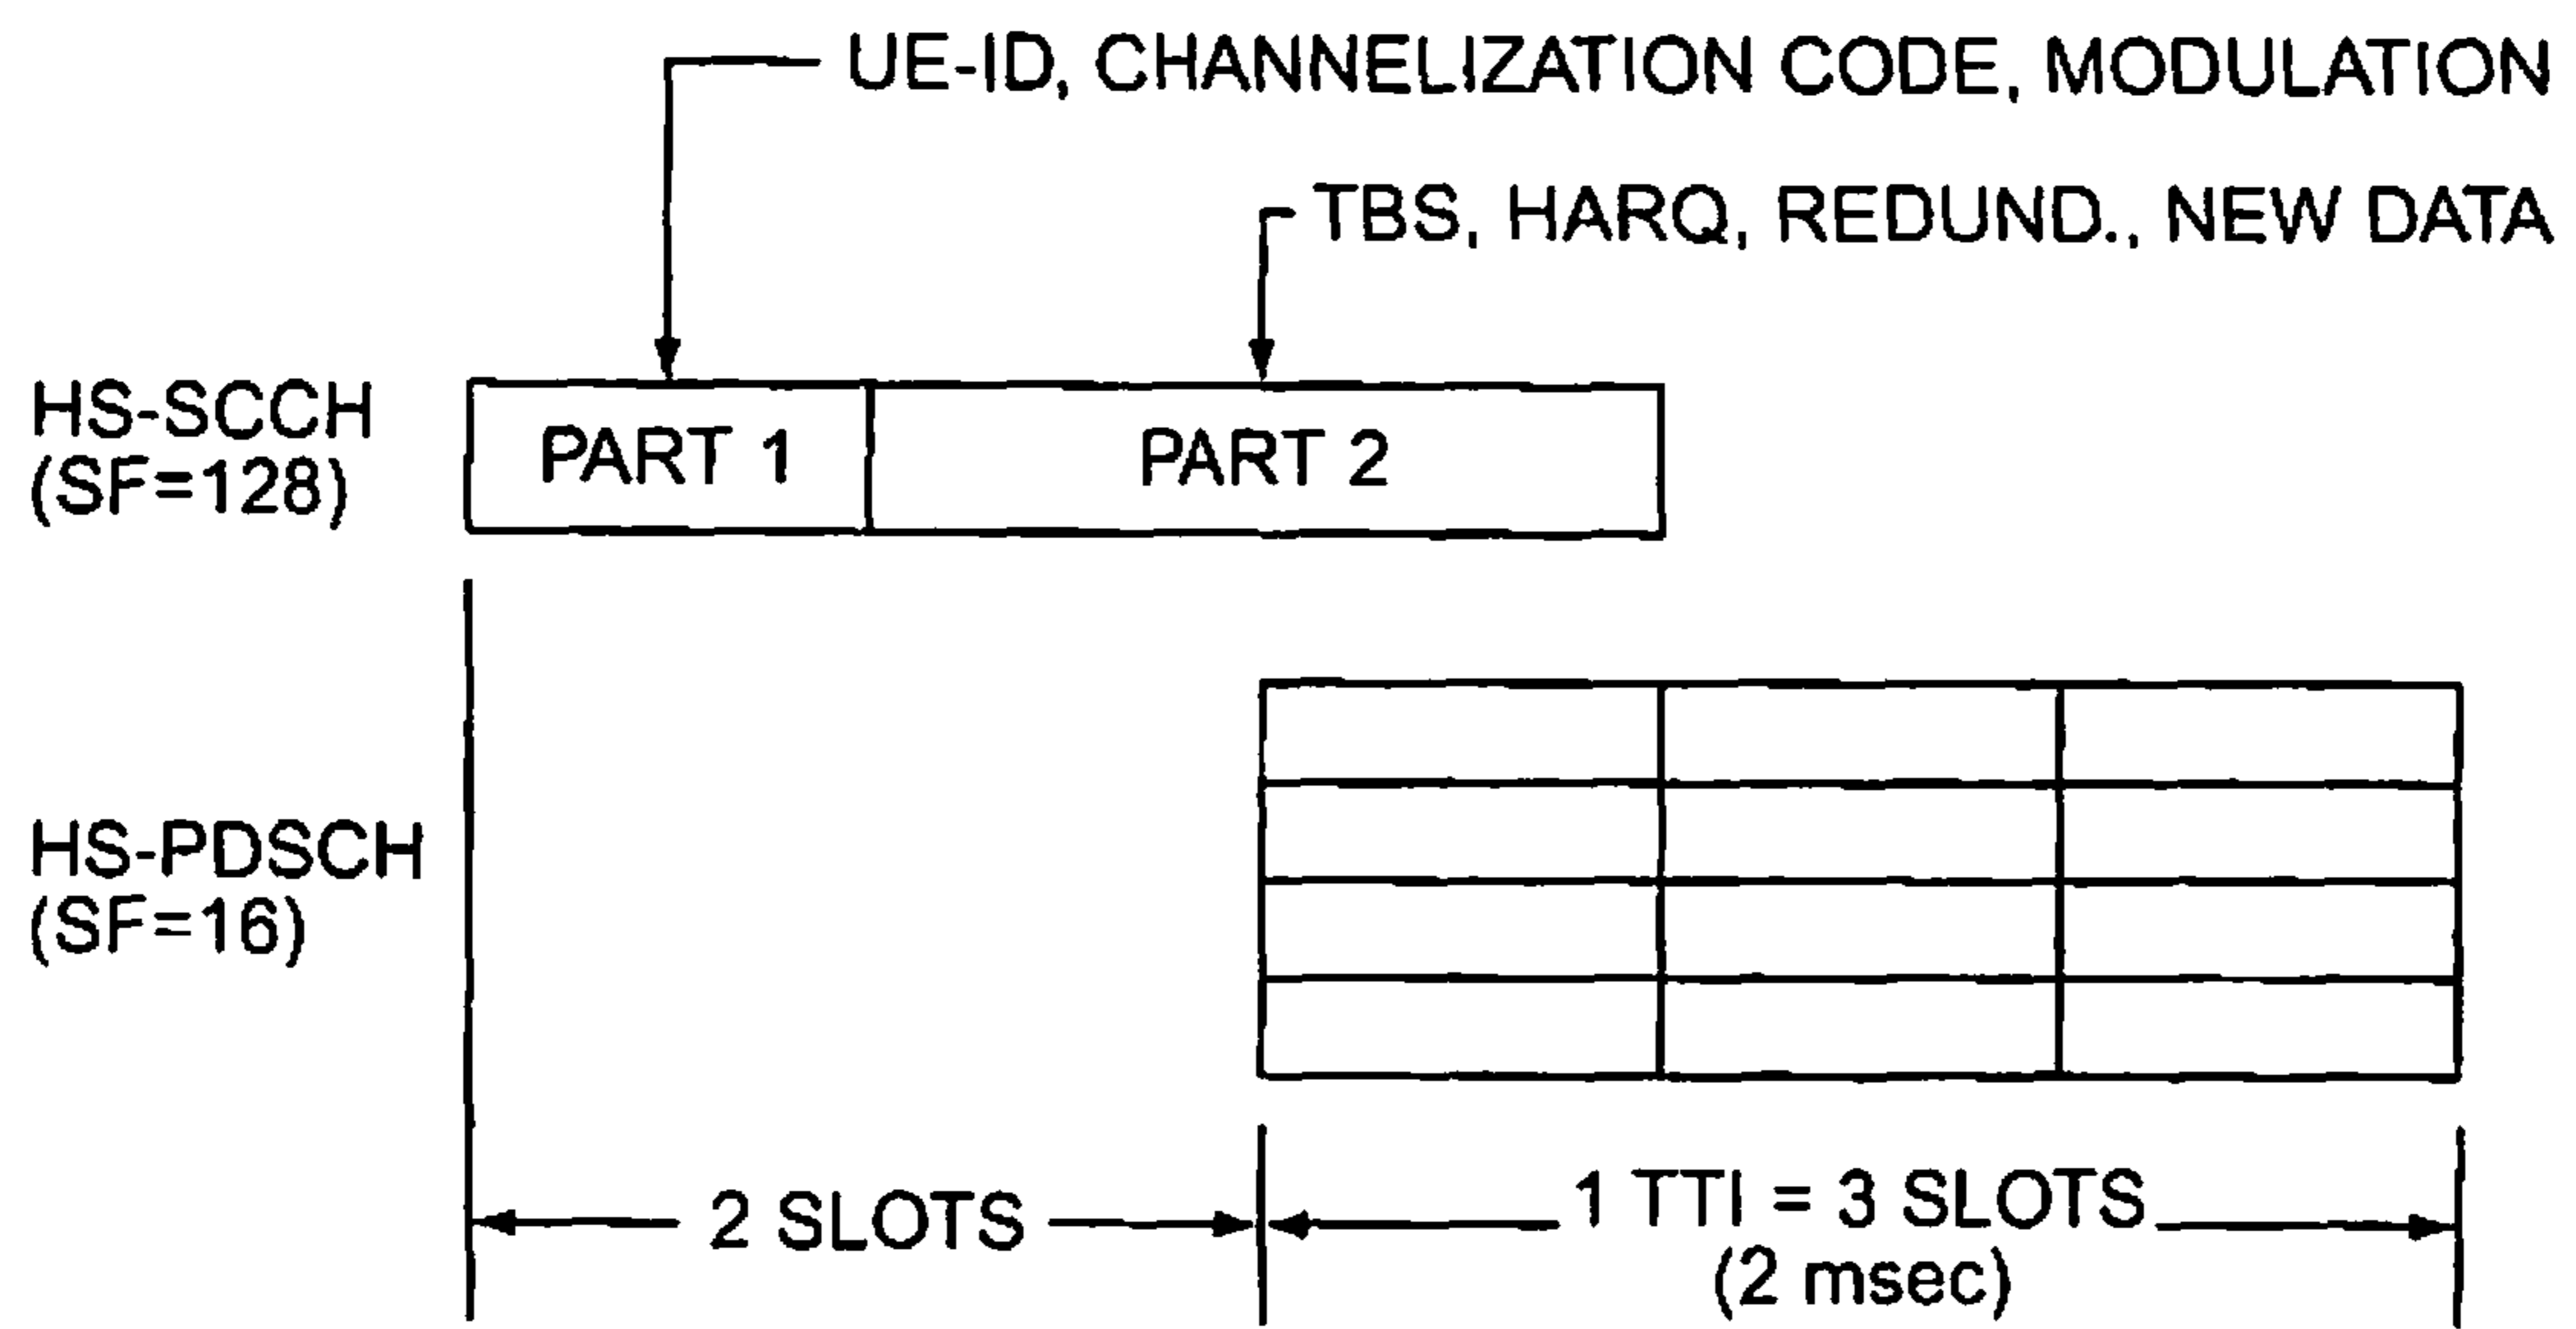 UE-ID, CHANNELIZATION CODE, MODULATION
TBS, HARQ, REDUND., NEW DATA
HS-SCCH
(SF=128)
PART 1
PART 2
HS-PDSCH
(SF=16)
2 SLOTS
1 TTI = 3 SLOTS
(2 msec)